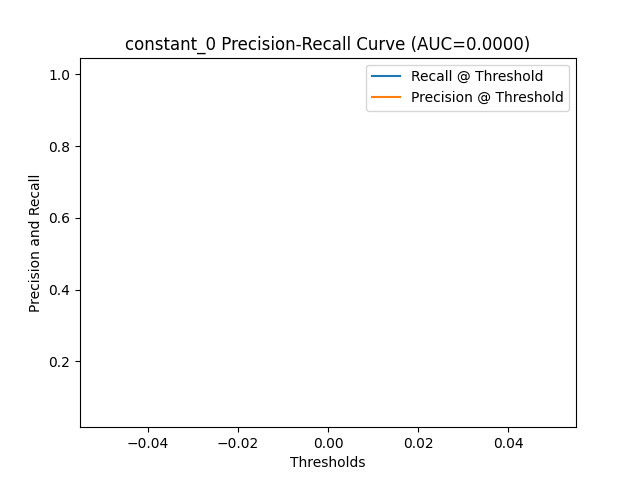 constant_0 Precision-Recall Curve (AUC=0.0000)
1.0
0.8
0.6
0.4
0.2
Precision and Recall
Recall @ Threshold
Precision @ Threshold
−0.04
−0.02
0.00
0.02
0.04
Thresholds